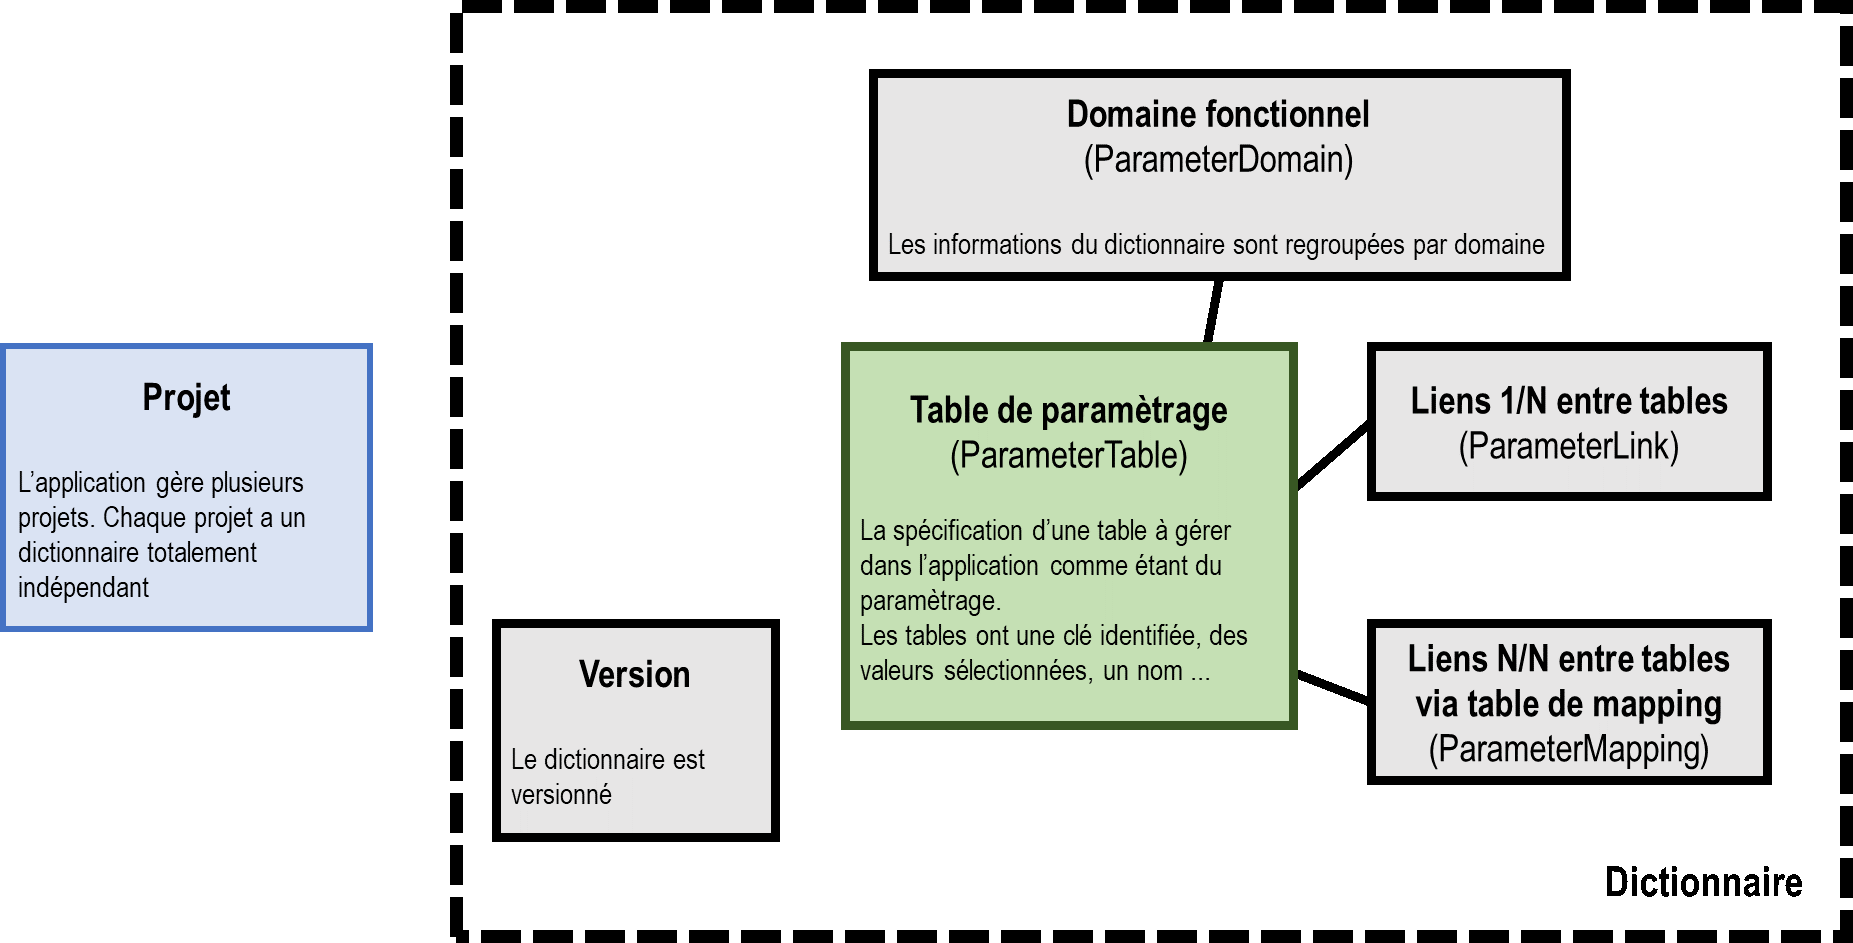 Domaine fonctionnel
(ParameterDomain)
Les informations du dictionnaire sont regroupées par domaine
Projet
L’application gère plusieurs
projets. Chaque projet a un
dictionnaire totalement
indépendant
Table de paramètrage
(ParameterTable)
La spécification d’une table à gérer
dans l’application comme étant du
paramètrage.
Les tables ont une clé identifiée, des
valeurs sélectionnées, un nom ...
Liens 1/N entre tables
(ParameterLink)
Version
Le dictionnaire est
versionné
Liens N/N entre tables
via table de mapping
(ParameterMapping)
Dictionnaire